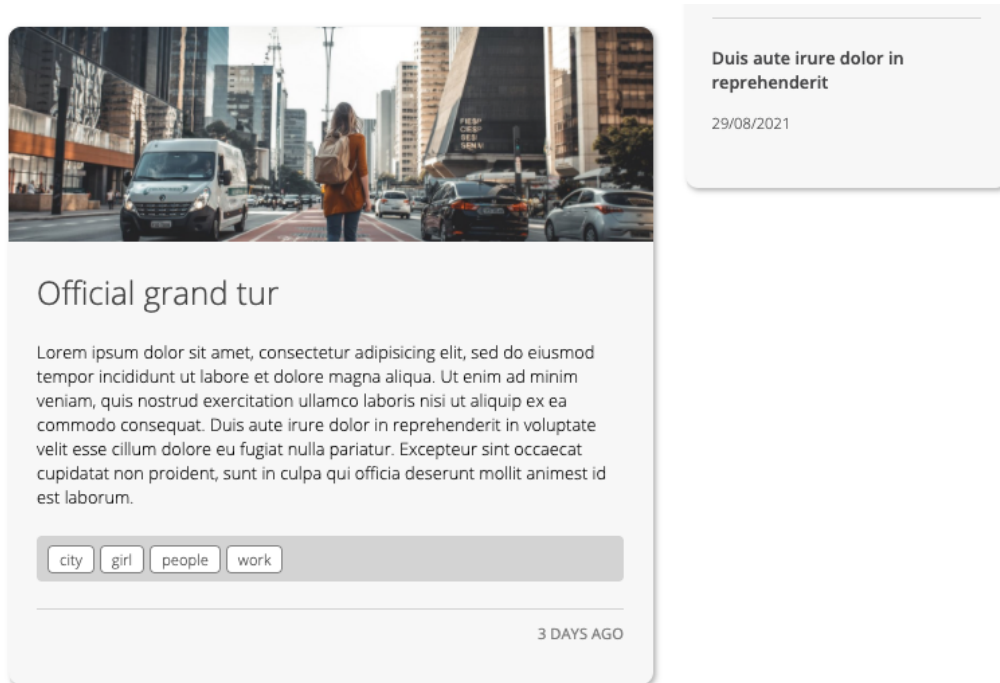 FIESP
CIESP
SESI
SENAI
Official grand tur
Lorem ipsum dolor sit amet, consectetur adipisicing elit, sed do eiusmod
tempor incididunt ut labore et dolore magna aliqua. Ut enim ad minim
veniam, quis nostrud exercitation ullamco laboris nisi ut aliquip ex ea
commodo consequat. Duis aute irure dolor in reprehenderit in voluptate
velit esse cillum dolore eu fugiat nulla pariatur. Excepteur sint occaecat
cupidatat non proident, sunt in culpa qui officia deserunt mollit animest id
est laborum.
city girl people work
3 DAYS AGO
Duis aute irure dolor in
reprehenderit
29/08/2021